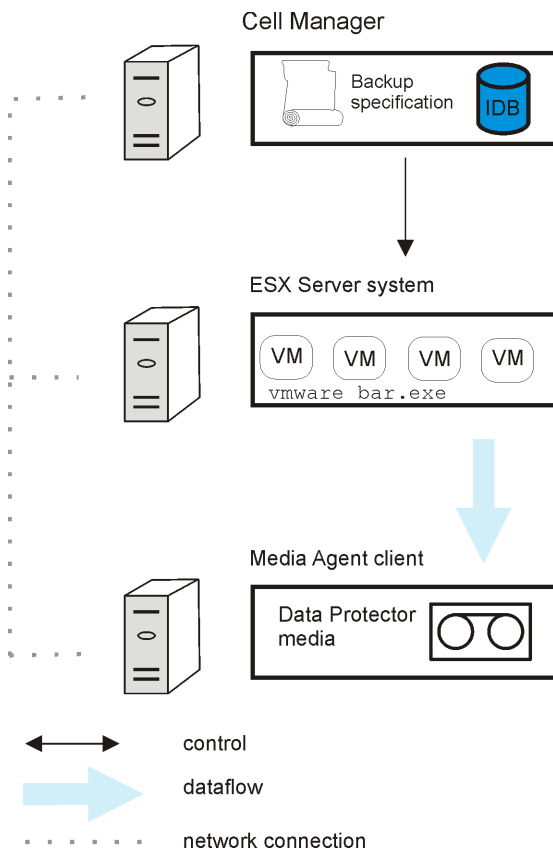 Cell Manager
Backup
specification
IDB
ESX Server system
VM VM VM VM
vmware bar.exe
Media Agent client
Data Protector
media
control
dataflow
network connection